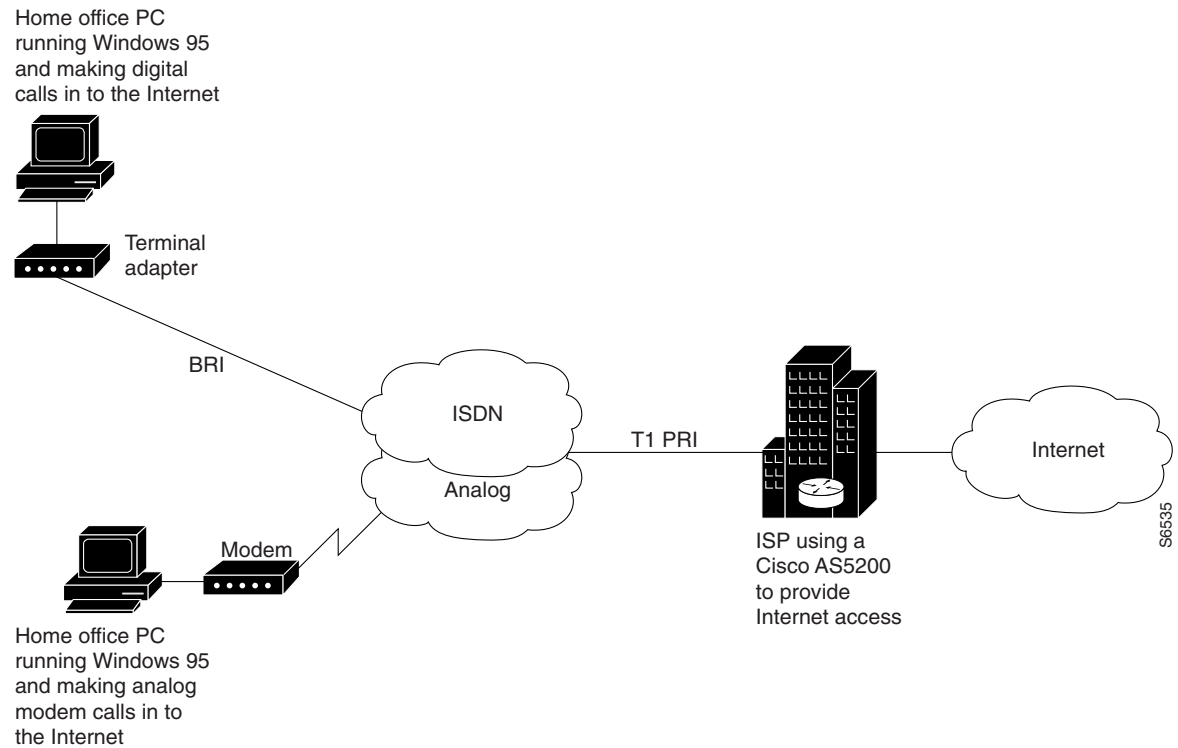 Home office PC
running Windows 95
and making digital
calls in to the Internet
Terminal
adapter
BRI
ISDN
T1 PRI
Internet
Analog
S6535
Modem
ISP using a
Cisco AS5200
to provide
Internet access
Home office PC
running Windows 95
and making analog
modem calls in to
the Internet